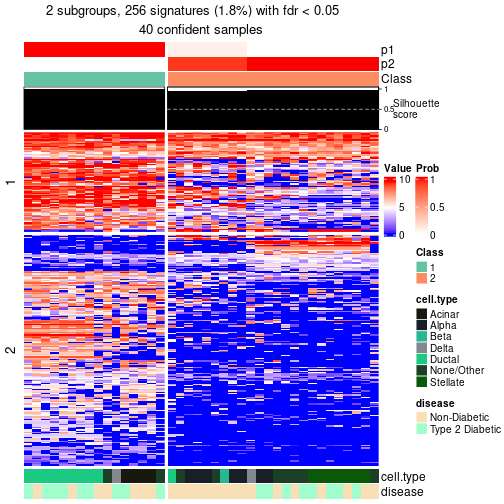 2 subgroups, 256 signatures (1.8%) with fdr < 0.05
40 confident samples
p1
p2
Class
1
0.5
0
Silhouette
score
1
2
Value
10
5
0
Prob
1
0.5
0
Class
1
2
cell.type
Acinar
Alpha
Beta
Delta
Ductal
None/Other
Stellate
disease
Non-Diabetic
Type 2 Diabetic
cell.type
disease